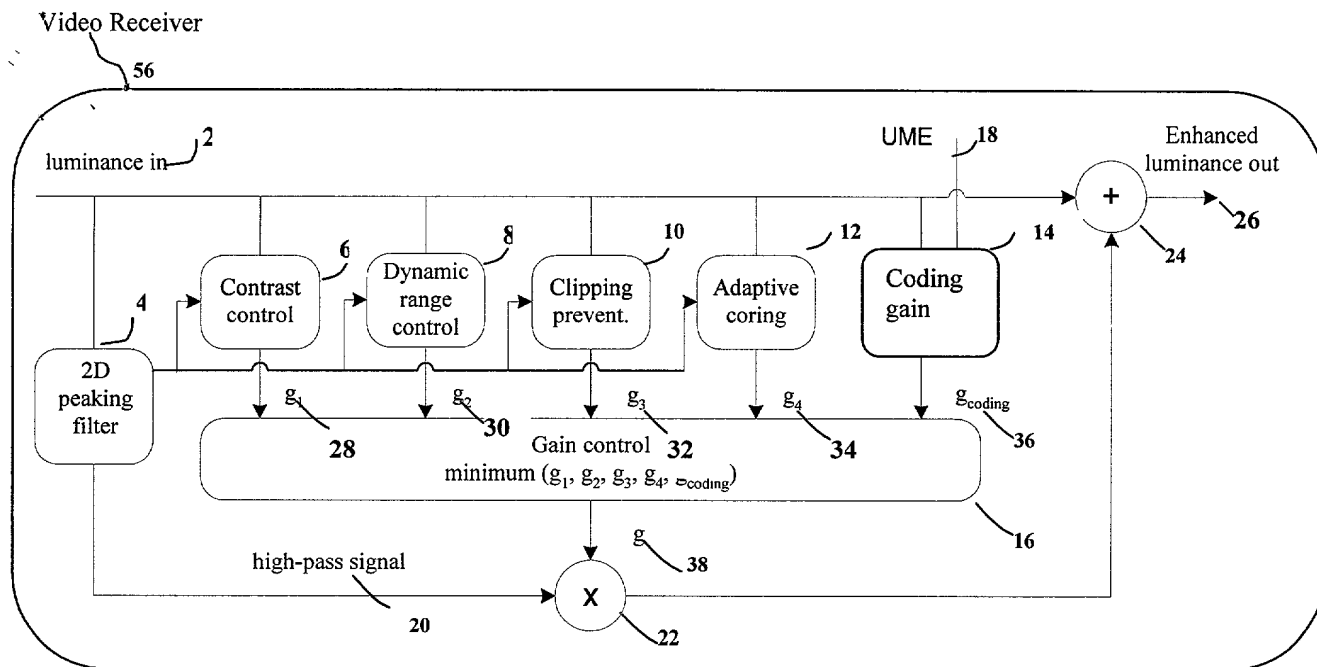 Video Receiver
56
luminance in 2
UME 18
Enhanced
luminance out
26
24
6
Contrast
control
8
Dynamic
range
control
10
Clipping
prevent.
12
Adaptive
coring
14
Coding
gain
+
4
2D
peaking
filter
g1
28
g2
30
g3
32
g4
34
gcoding
36
Gain control
minimum (g1, g2, g3, g4, gcoding)
16
g
38
high-pass signal
20
X
22